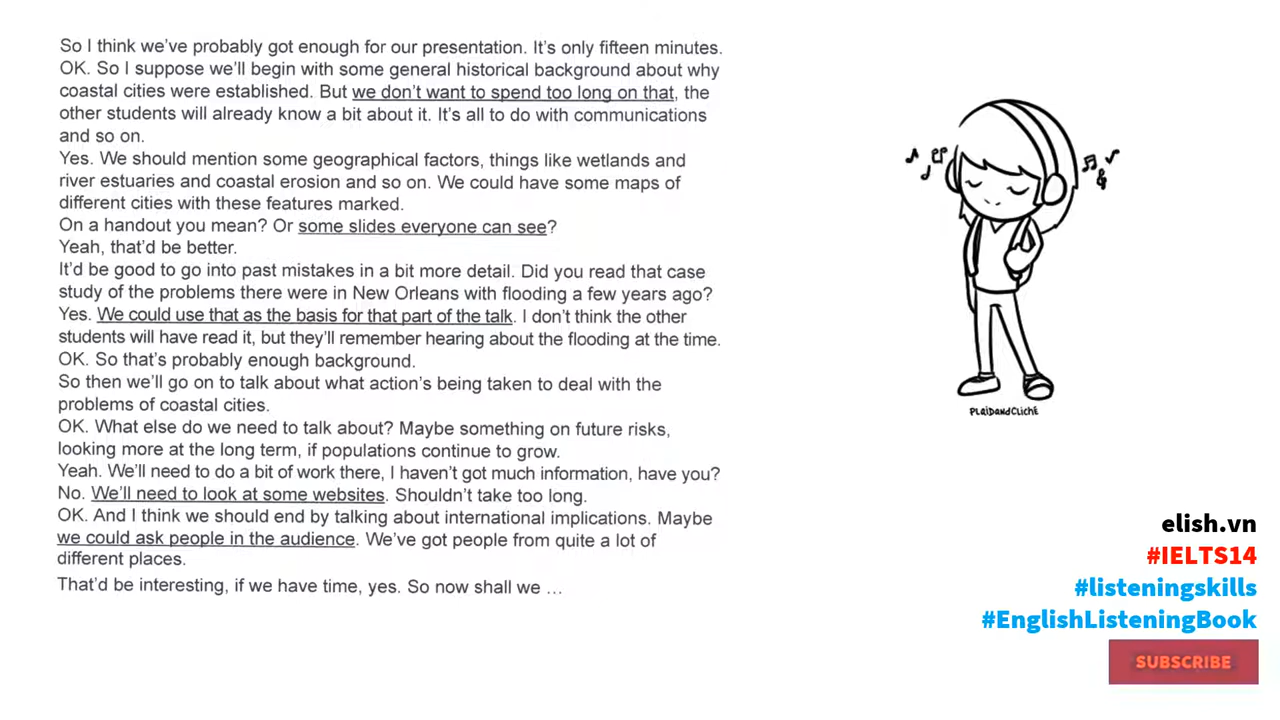 So I think we've probably got enough for our presentation. It's only fifteen minutes.
OK. So I suppose we'll begin with some general historical background about why
coastal cities were established. But we don't want to spend too long on that, the
other students will already know a bit about it. It's all to do with communications
and so on.
Yes. We should mention some geographical factors, things like wetlands and
river estuaries and coastal erosion and so on. We could have some maps of
different cities with these features marked.
On a handout you mean? Or some slides everyone can see?
Yeah, that'd be better.
It'd be good to go into past mistakes in a bit more detail. Did you read that case
study of the problems there were in New Orleans with flooding a few years ago?
Yes. We could use that as the basis for that part of the talk. I don't think the other
students will have read it, but they'll remember hearing about the flooding at the time.
OK. So that's probably enough background.
So then we'll go on to talk about what action's being taken to deal with the
problems of coastal cities.
OK. What else do we need to talk about? Maybe something on future risks,
looking more at the long term, if populations continue to grow.
Yeah. We'll need to do a bit of work there, I haven't got much information, have you?
No. We'll need to look at some websites. Shouldn't take too long.
OK. And I think we should end by talking about international implications. Maybe
we could ask people in the audience. We've got people from quite a lot of
different places.
That'd be interesting, if we have time, yes. So now shall we …
PLAIDANDCLICHE
elish.vn
#IELTS14
#listeningskills
#EnglishListeningBook
SUBSCRIBE